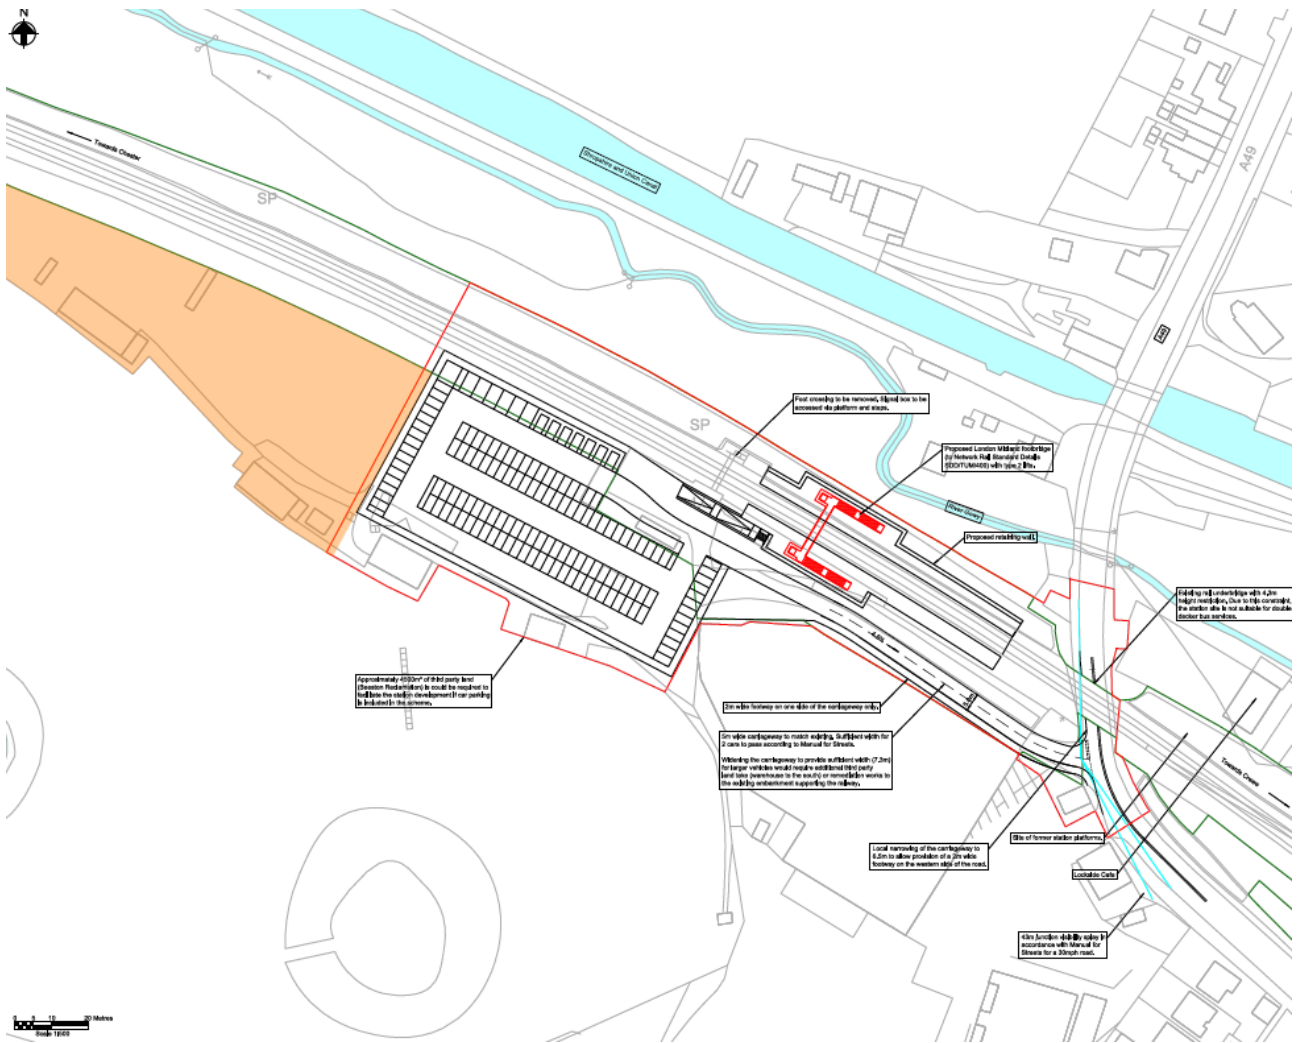 N
Towards Chester
SP
Shropshire and Union Canal
A49
A49
Foot crossing to be removed. Signal box to be
accessed via platform end steps.
SP
Proposed London Midland footbridge
(to Network Rail Standard Details
with type 2 lifts.
River Gowy
Proposed retaining wall.
Existing rail underbridge with
height restriction. Due to this constraint,
the station site is not suitable for double
decker bus services.
Approximately of third party land
(Beeston Reclamation) is could be required to
facilitate the station development if car parking
is included in the scheme.
2m wide footway on one side of the carriageway only.
5m wide carriageway to match existing. Sufficient width for
2 cars to pass according to Manual for Streets.
Widening the carriageway to provide sufficient width (7.3m)
for larger vehicles would require additional third party
land take (warehouse to the south) or remediation works to
the existing embankment supporting the railway.
Towards Crewe
Local narrowing of the carriageway to
6.5m to allow provision of a 2m wide
footway on the western side of the road.
Site of former station platforms.
Lockside Cafe
43m junction visibility splay in
accordance with Manual for
Streets for a 30mph road.
0 5 10 20 Metres
Scale 1:500